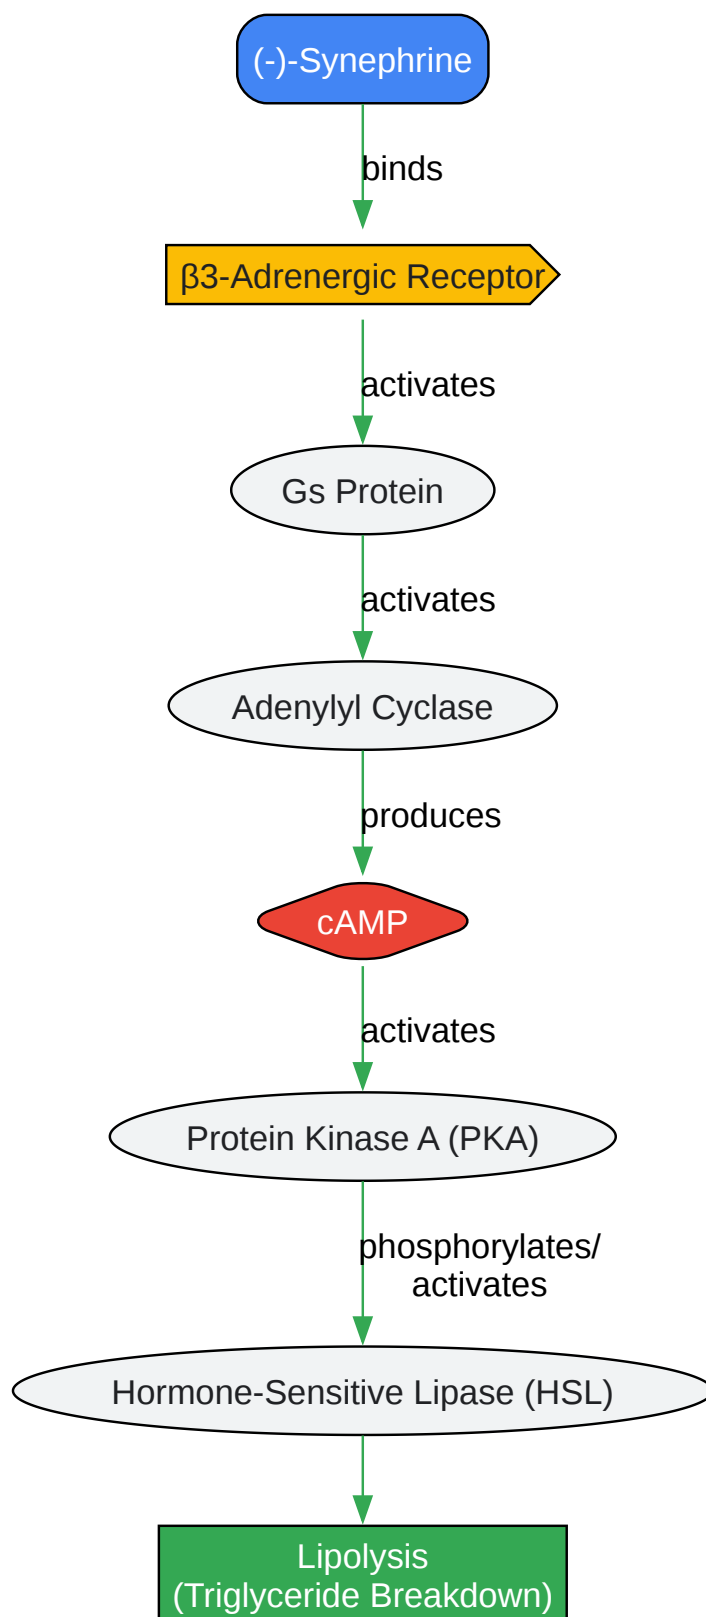 (-)-Synephrine
binds
β3-Adrenergic Receptor
activates
Gs Protein
activates
Adenylyl Cyclase
produces
cAMP
activates
Protein Kinase A (PKA)
phosphorylates/
activates
Hormone-Sensitive Lipase (HSL)
Lipolysis
(Triglyceride Breakdown)